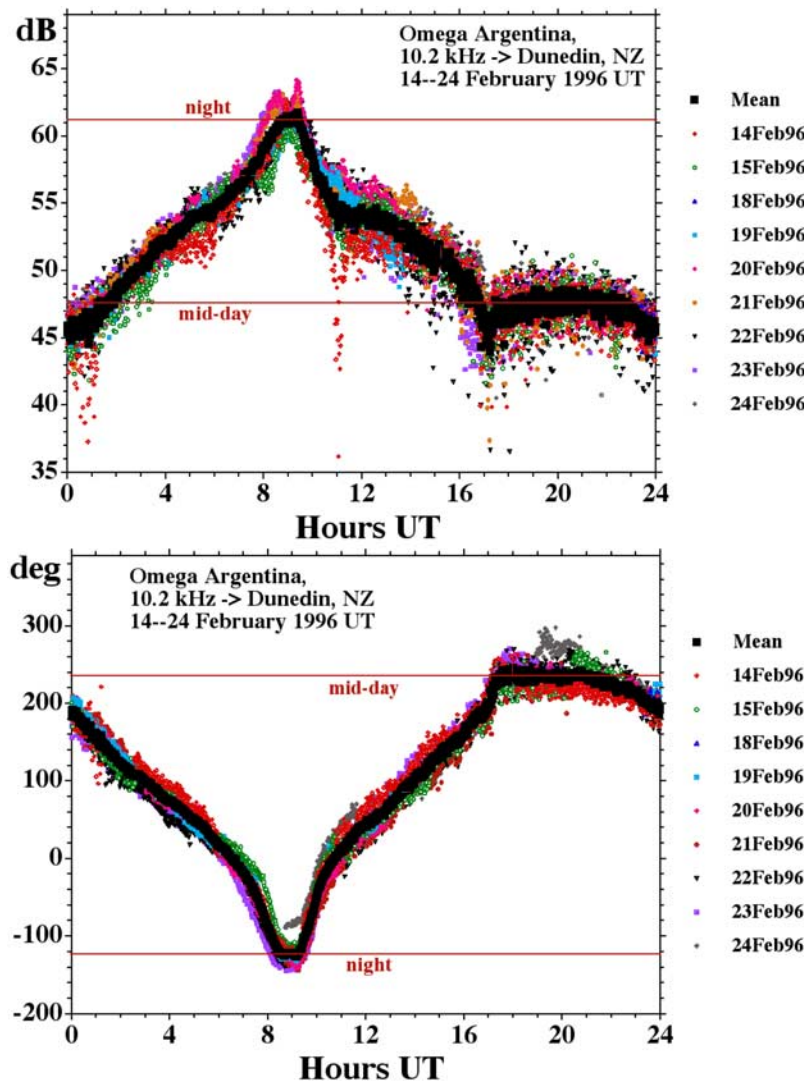 dB
Omega Argentina,
10.2 kHz -> Dunedin, NZ
14--24 February 1996 UT
65
60
55
50
45
40
35
night
mid-day
0 4 8 12 16 20 24
Hours UT
Mean
14Feb96
15Feb96
18Feb96
19Feb96
20Feb96
21Feb96
22Feb96
23Feb96
24Feb96
deg
Omega Argentina,
10.2 kHz -> Dunedin, NZ
14--24 February 1996 UT
300
200
100
0
-100
-200
mid-day
night
0 4 8 12 16 20 24
Hours UT
Mean
14Feb96
15Feb96
18Feb96
19Feb96
20Feb96
21Feb96
22Feb96
23Feb96
24Feb96